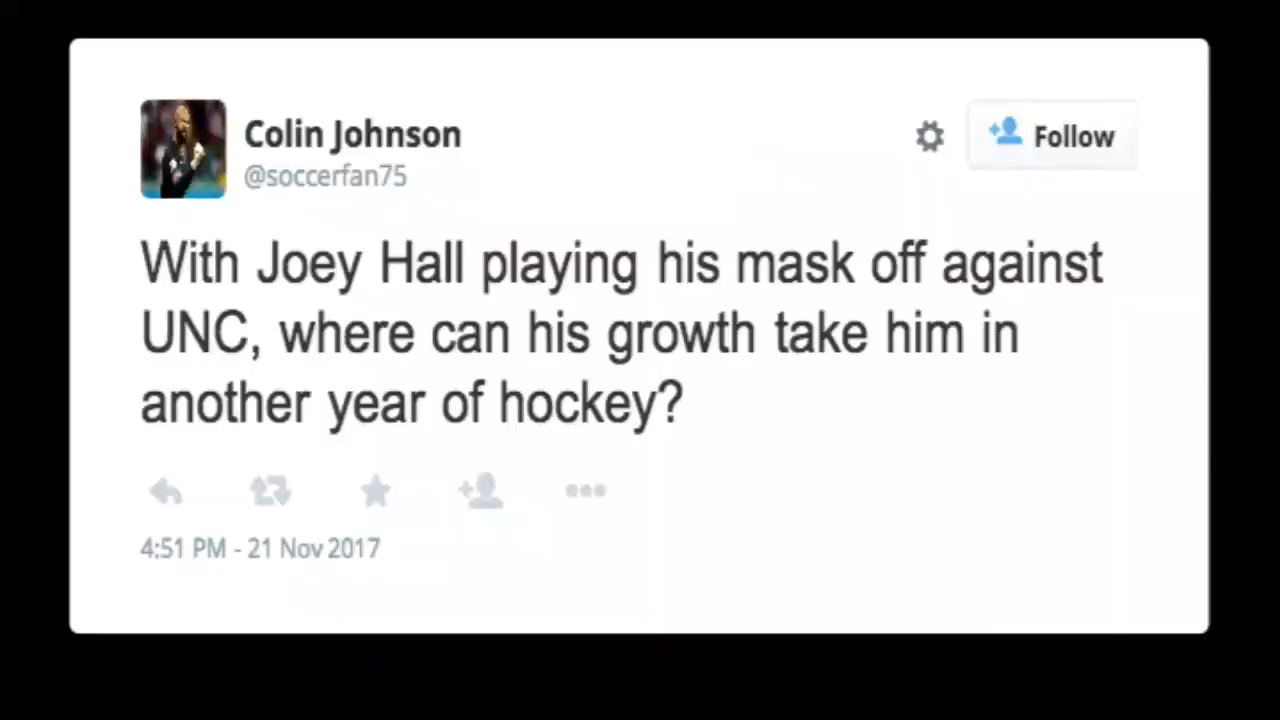 Colin Johnson
@soccerfan75
Follow
With Joey Hall playing his mask off against
UNC, where can his growth take him in
another year of hockey?
4:51 PM - 21 Nov 2017